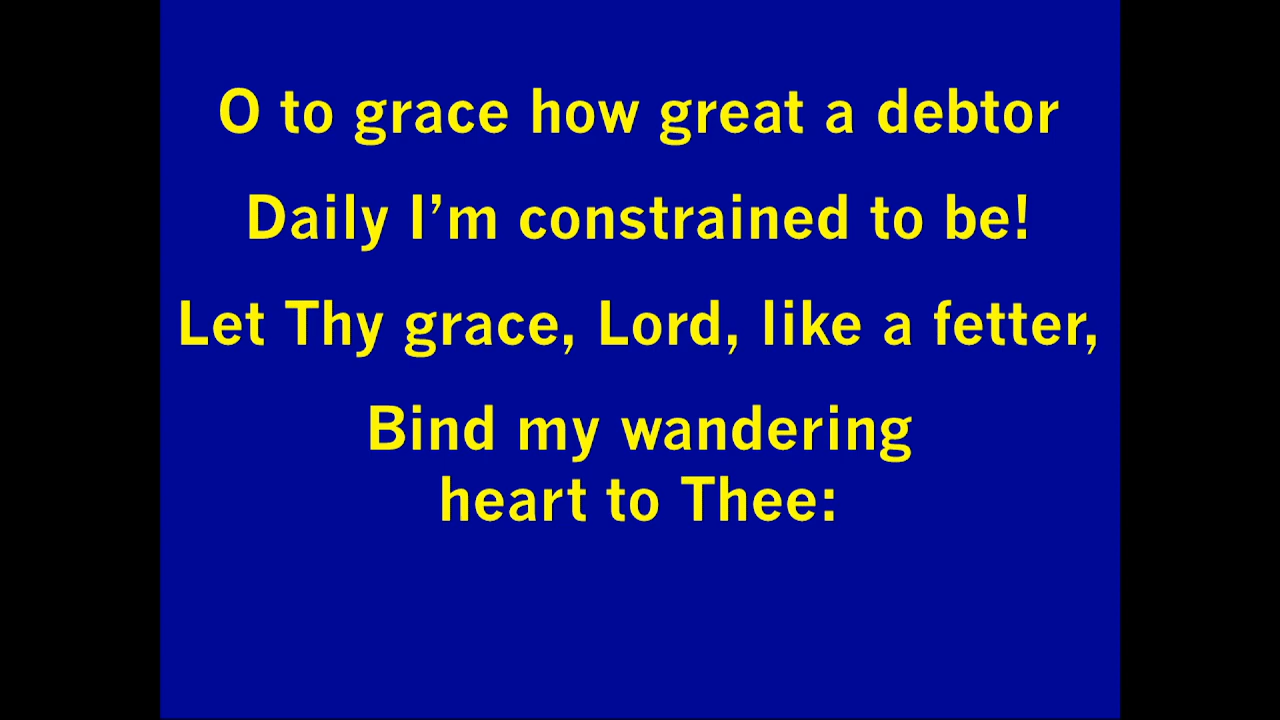 O to grace how great a debtor
Daily I’m constrained to be!
Let Thy grace, Lord, like a fetter,
Bind my wandering
heart to Thee: